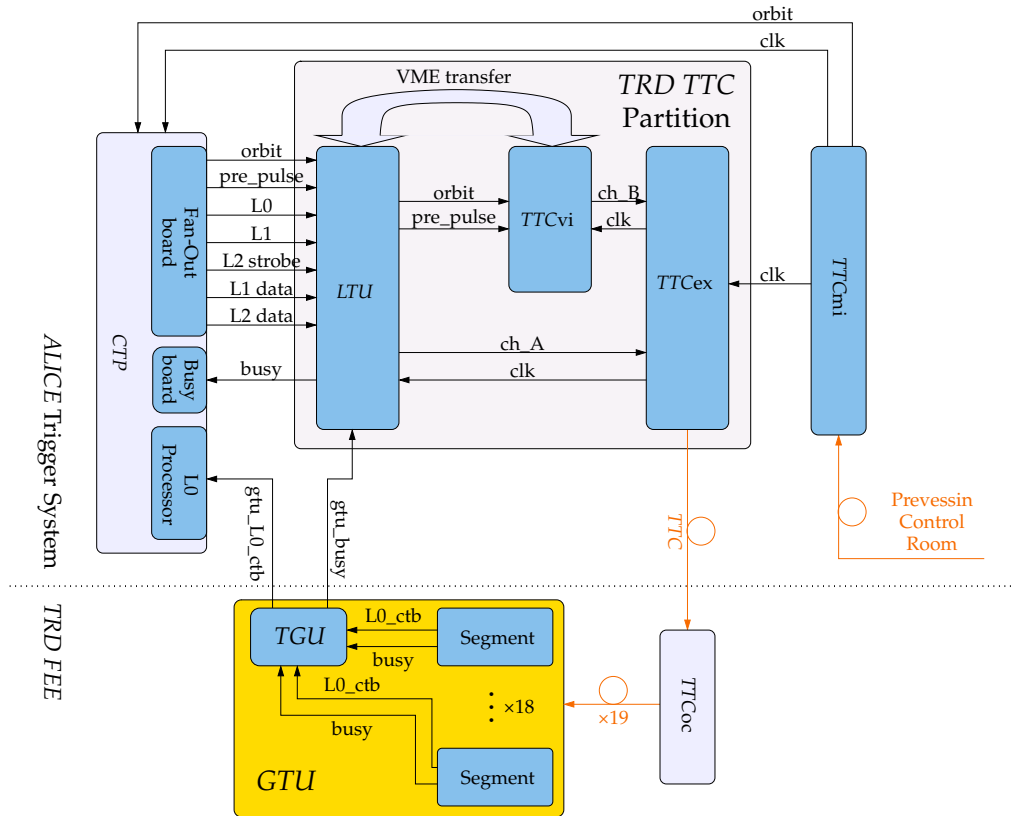 orbit
clk
VME transfer
TRD TTC
Partition
orbit
pre_pulse
L0
L1
L2 strobe
L1 data
L2 data
busy
Fan-Out
board
Busy
board
L0
Processor
CTP
LTU
orbit
pre_pulse
TTCvi
ch_B
clk
TTCex
ch_A
clk
clk
TTCmi
ALICE Trigger System
gtu_L0_ctb
gtu_busy
TTC
Prevessin
Control
Room
TRD FEE
TGU
L0_ctb
busy
Segment
L0_ctb
busy
×18
Segment
GTU
×19
TTCoc